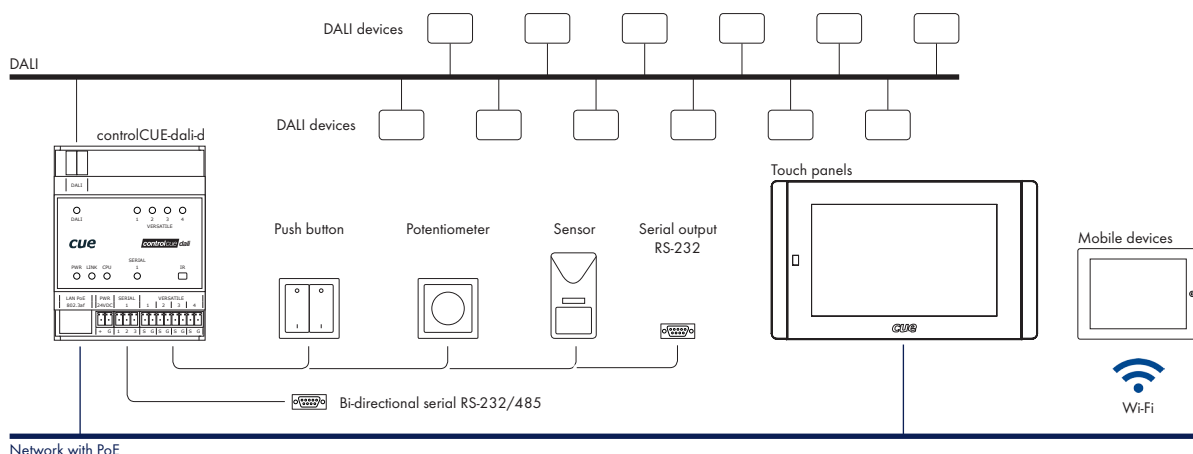 DALI devices
DALI
DALI devices
controlCUE-dali-d
DALI
DALI
1 2 3 4
VERSATILE
cue
controlcue dali
SERIAL
PWR LINK CPU 1 IR
LAN PoE PWR SERIAL VERSATILE
802.3af 24VDC 1 1 2 3 4
+ G 1 2 3 S G S G S G S G
Push button
Potentiometer
Sensor
Serial output
RS-232
Touch panels
cue
Mobile devices
Wi-Fi
Bi-directional serial RS-232/485
Network with PoE